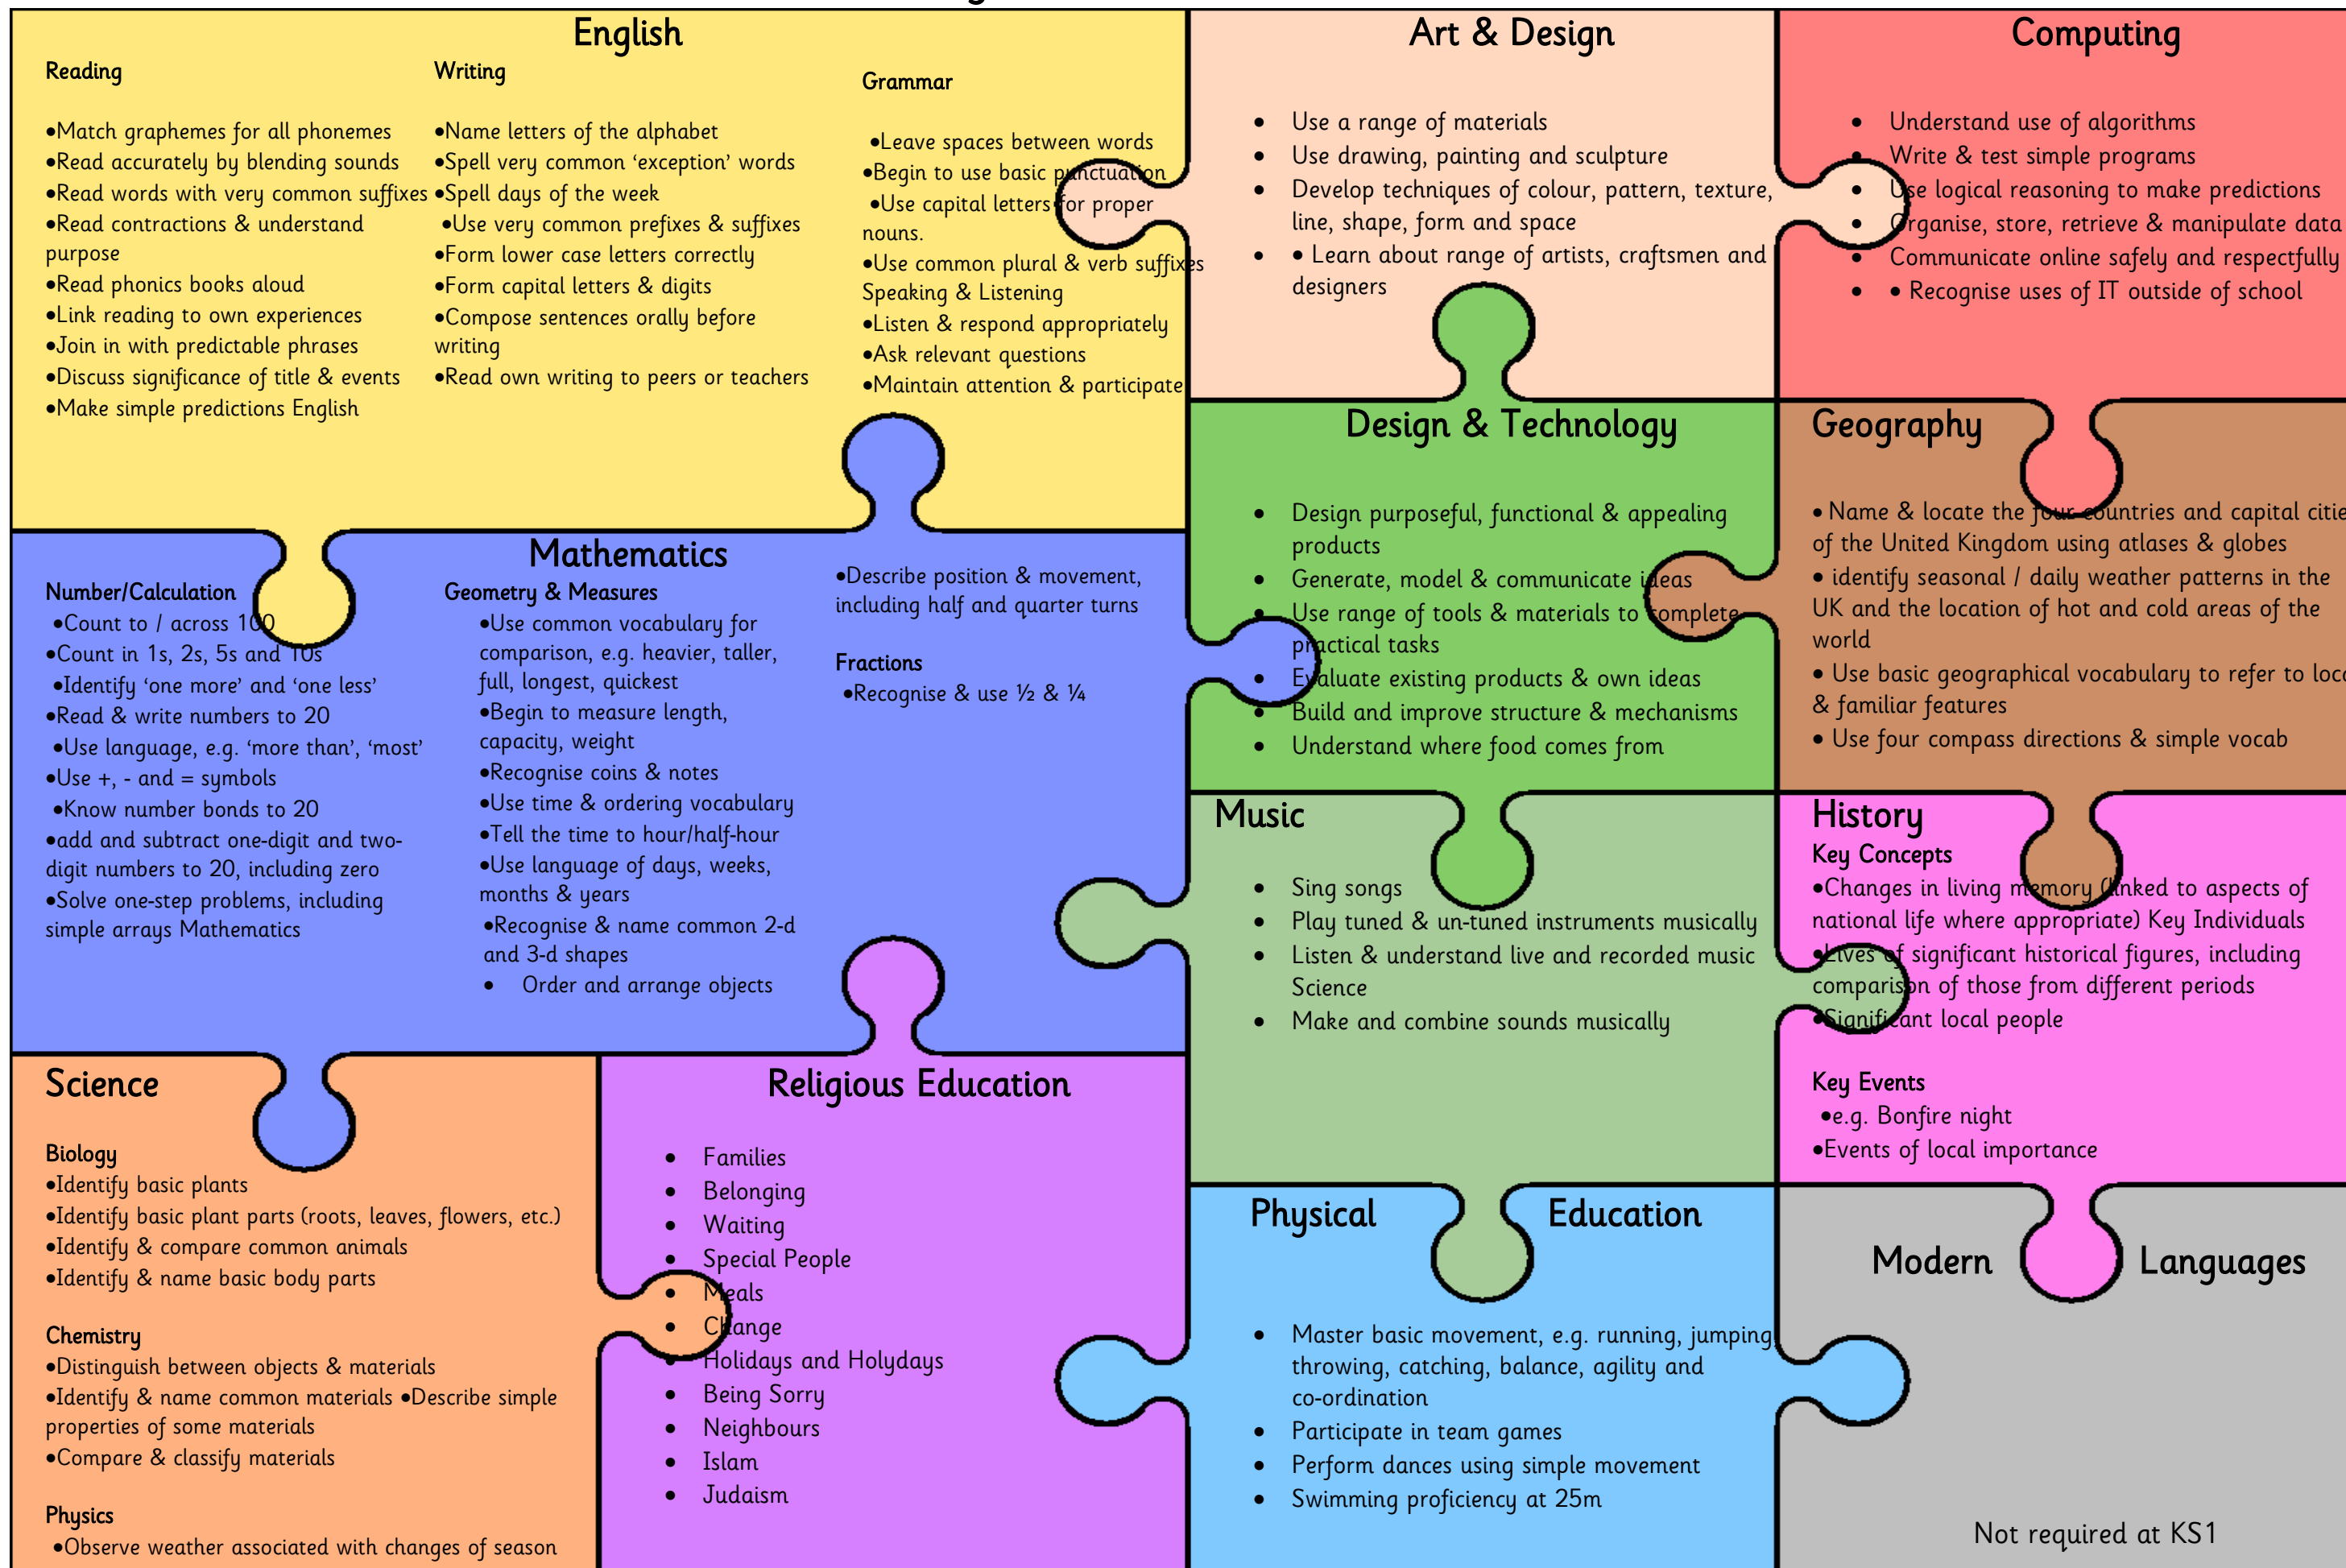 English
Reading
•Match graphemes for all phonemes
•Read accurately by blending sounds
•Read words with very common suffixes
•Read contractions & understand
purpose
•Read phonics books aloud
•Link reading to own experiences
•Join in with predictable phrases
•Discuss significance of title & events
•Make simple predictions English
Writing
•Name letters of the alphabet
•Spell very common ‘exception’ words
•Spell days of the week
•Use very common prefixes & suffixes
•Form lower case letters correctly
•Form capital letters & digits
•Compose sentences orally before
writing
•Read own writing to peers or teachers
Grammar
•Leave spaces between words
•Begin to use basic punctuation
•Use capital letters for proper
nouns.
•Use common plural & verb suffixes
Speaking & Listening
•Listen & respond appropriately
•Ask relevant questions
•Maintain attention & participate
Art & Design
• Use a range of materials
• Use drawing, painting and sculpture
• Develop techniques of colour, pattern, texture,
line, shape, form and space
• • Learn about range of artists, craftsmen and
designers
Computing
• Understand use of algorithms
• Write & test simple programs
• Use logical reasoning to make predictions
• Organise, store, retrieve & manipulate data
• Communicate online safely and respectfully
• • Recognise uses of IT outside of school
Mathematics
Number/Calculation
•Count to / across 100
•Count in 1s, 2s, 5s and 10s
•Identify ‘one more’ and ‘one less’
•Read & write numbers to 20
•Use language, e.g. ‘more than’, ‘most’
•Use +, - and = symbols
•Know number bonds to 20
•add and subtract one-digit and two-
digit numbers to 20, including zero
•Solve one-step problems, including
simple arrays Mathematics
Geometry & Measures
•Use common vocabulary for
comparison, e.g. heavier, taller,
full, longest, quickest
•Begin to measure length,
capacity, weight
•Recognise coins & notes
•Use time & ordering vocabulary
•Tell the time to hour/half-hour
•Use language of days, weeks,
months & years
•Recognise & name common 2-d
and 3-d shapes
• Order and arrange objects
•Describe position & movement,
including half and quarter turns
Fractions
•Recognise & use ½ & ¼
Design & Technology
• Design purposeful, functional & appealing
products
• Generate, model & communicate ideas
• Use range of tools & materials to complete
practical tasks
• Evaluate existing products & own ideas
• Build and improve structure & mechanisms
• Understand where food comes from
Geography
• Name & locate the four countries and capital citie
of the United Kingdom using atlases & globes
• identify seasonal / daily weather patterns in the
UK and the location of hot and cold areas of the
world
• Use basic geographical vocabulary to refer to loc
& familiar features
• Use four compass directions & simple vocab
Music
• Sing songs
• Play tuned & un-tuned instruments musically
• Listen & understand live and recorded music
Science
• Make and combine sounds musically
History
Key Concepts
•Changes in living memory (linked to aspects of
national life where appropriate) Key Individuals
•Lives of significant historical figures, including
comparison of those from different periods
•Significant local people
Key Events
•e.g. Bonfire night
•Events of local importance
Science
Biology
•Identify basic plants
•Identify basic plant parts (roots, leaves, flowers, etc.)
•Identify & compare common animals
•Identify & name basic body parts
Chemistry
•Distinguish between objects & materials
•Identify & name common materials •Describe simple
properties of some materials
•Compare & classify materials
Physics
•Observe weather associated with changes of season
Religious Education
• Families
• Belonging
• Waiting
• Special People
• Meals
• Change
• Holidays and Holydays
• Being Sorry
• Neighbours
• Islam
• Judaism
Physical Education
• Master basic movement, e.g. running, jumping,
throwing, catching, balance, agility and
co-ordination
• Participate in team games
• Perform dances using simple movement
• Swimming proficiency at 25m
Modern Languages
Not required at KS1